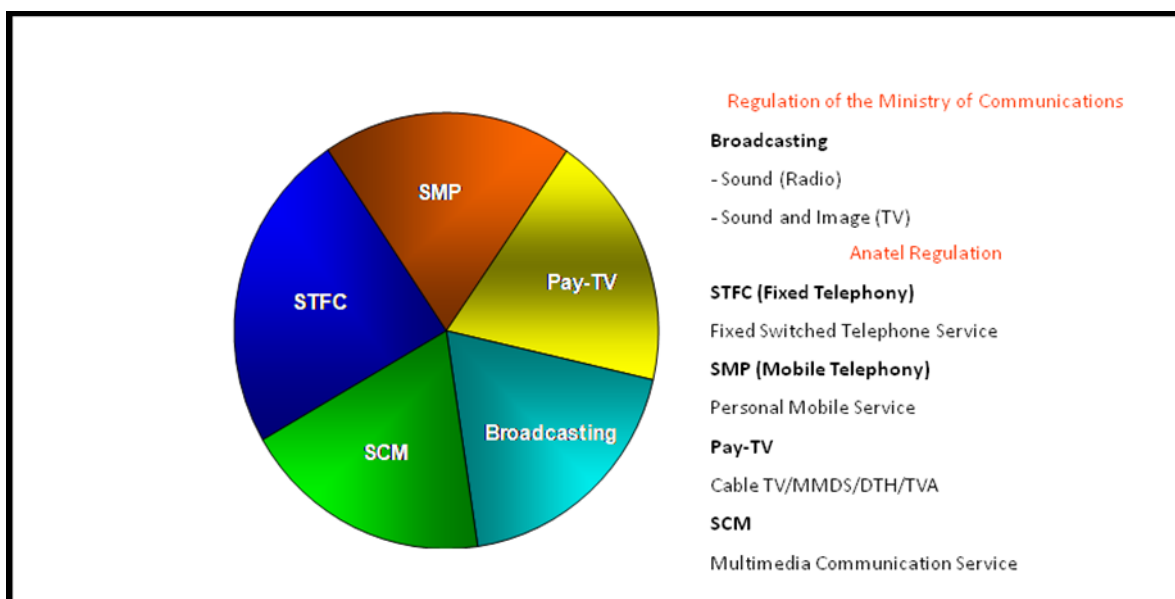 SMP
Pay-TV
STFC
Broadcasting
SCM
Regulation of the Ministry of Communications
Broadcasting
- Sound (Radio)
- Sound and Image (TV)
Anatel Regulation
STFC (Fixed Telephony)
Fixed Switched Telephone Service
SMP (Mobile Telephony)
Personal Mobile Service
Pay-TV
Cable TV/MMDS/DTH/TVA
SCM
Multimedia Communication Service